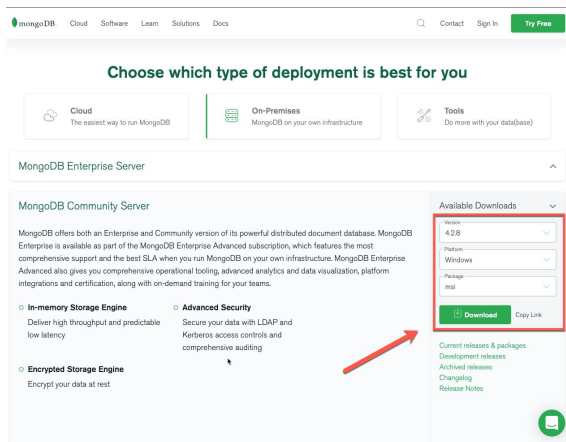 mongoDB. Cloud Software Learn Solutions Docs Contact Sign In Try Free
Choose which type of deployment is best for you
Cloud
The easiest way to run MongoDB
On-Premises
MongoDB on your own infrastructure
Tools
Do more with your data(base)
MongoDB Enterprise Server
MongoDB Community Server
MongoDB offers both an Enterprise and Community version of its powerful distributed document database. MongoDB
Enterprise is available as part of the MongoDB Enterprise Advanced subscription, which features the most
comprehensive support and the best SLA when you run MongoDB on your own infrastructure. MongoDB Enterprise
Advanced also gives you comprehensive operational tooling, advanced analytics and data visualization, platform
integrations and certification, along with on-demand training for your teams.
In-memory Storage Engine
Deliver high throughput and predictable
low latency
Advanced Security
Secure your data with LDAP and
Kerberos access controls and
comprehensive auditing
Encrypted Storage Engine
Encrypt your data at rest
Available Downloads
Version
4.2.8
Platform
Windows
Package
msi
Download Copy Link
Current releases & packages
Development releases
Archived releases
Changelog
Release Notes